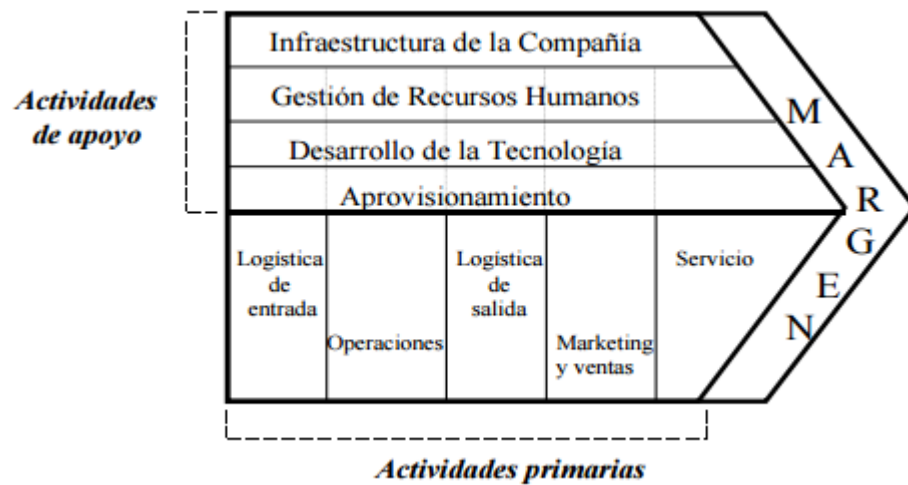 Infraestructura de la Compañía
Gestión de Recursos Humanos
Desarrollo de la Tecnología
Aprovisionamiento
Actividades
de apoyo
Logística
de
entrada
Operaciones
Logística
de
salida
Marketing
y ventas
Servicio
MARGEN
Actividades primarias